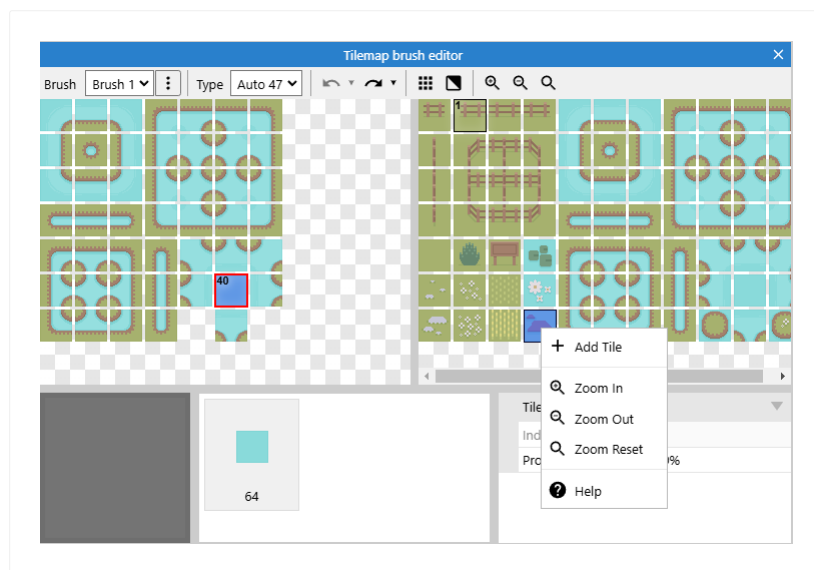 Tilemap brush editor
Brush Brush 1 Type Auto 47
1
40
Add Tile
Zoom In
Zoom Out
Zoom Reset
Help
64
Tile
Ind
Pro 0%